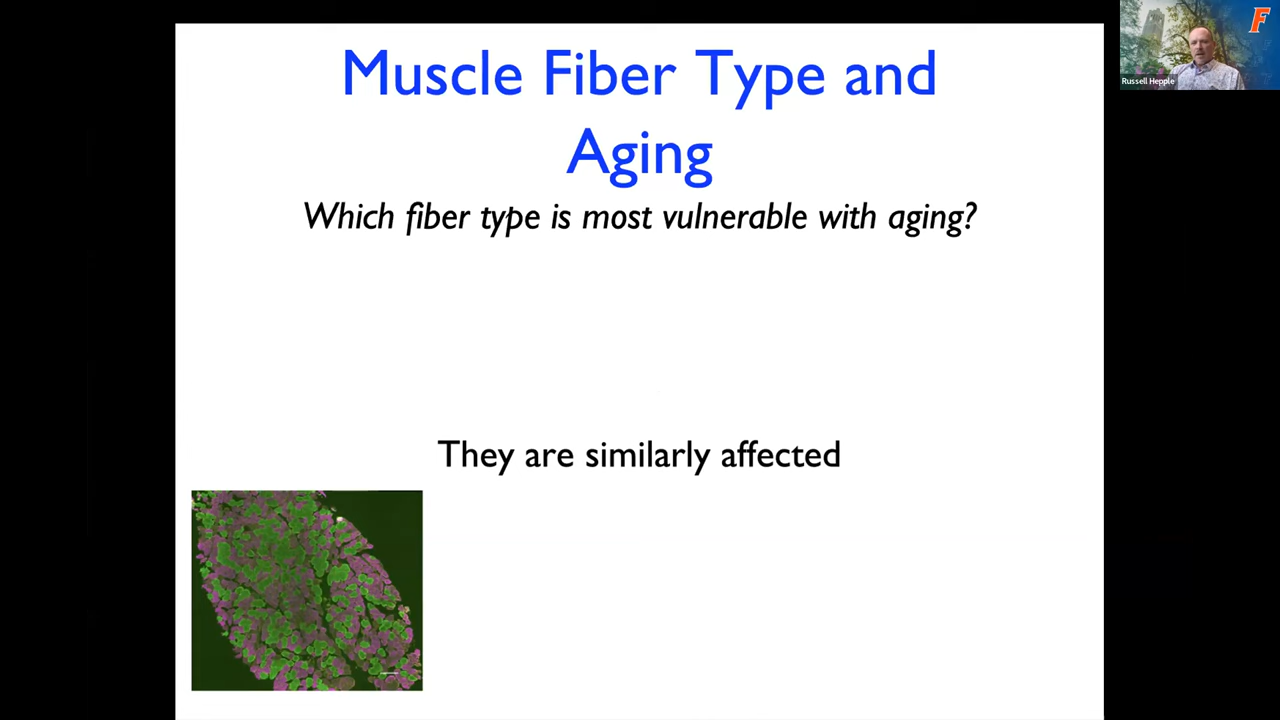 Muscle Fiber Type and
Aging
Which fiber type is most vulnerable with aging?
They are similarly affected
F
Russell Hepple